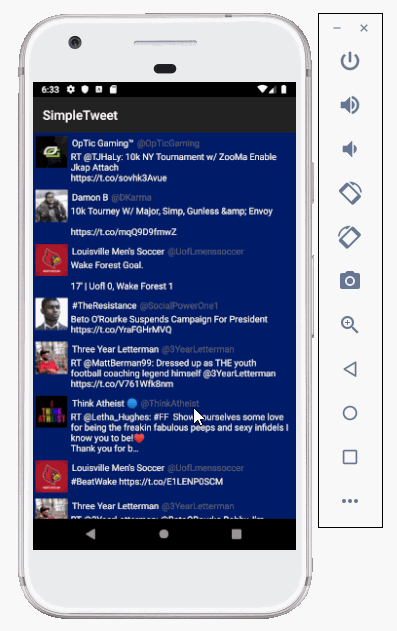 6:33
SimpleTweet
OpTic Gaming™ @OpTicGaming
RT @TJHaLy: 10k NY Tournament w/ ZooMa Enable
Jkap Attach
https://t.co/sovhk3Avue
Damon B @DKarma
10k Tourney W/ Major, Simp, Gunless &amp; Envoy
https://t.co/mqQ9D9fmwZ
Louisville Men's Soccer @UofLmenssoccer
Wake Forest Goal.
17' | Uofl 0, Wake Forest 1
#TheResistance @SocialPowerOne1
Beto O'Rourke Suspends Campaign For President
https://t.co/YraFGHrMVQ
Three Year Letterman @3YearLetterman
RT @MattBerman99: Dressed up as THE youth
football coaching legend himself @3YearLetterman
https://t.co/V761Wfk8nm
Think Atheist @ThinkAtheist
RT @Letha_Hughes: #FF Show ourselves some love
for being the freakin fabulous peeps and sexy infidels I
know you to be!
Thank you for b…
Louisville Men's Soccer @UofLmenssoccer
#BeatWake https://t.co/E1LENP0SCM
Three Year Letterman @3YearLetterman